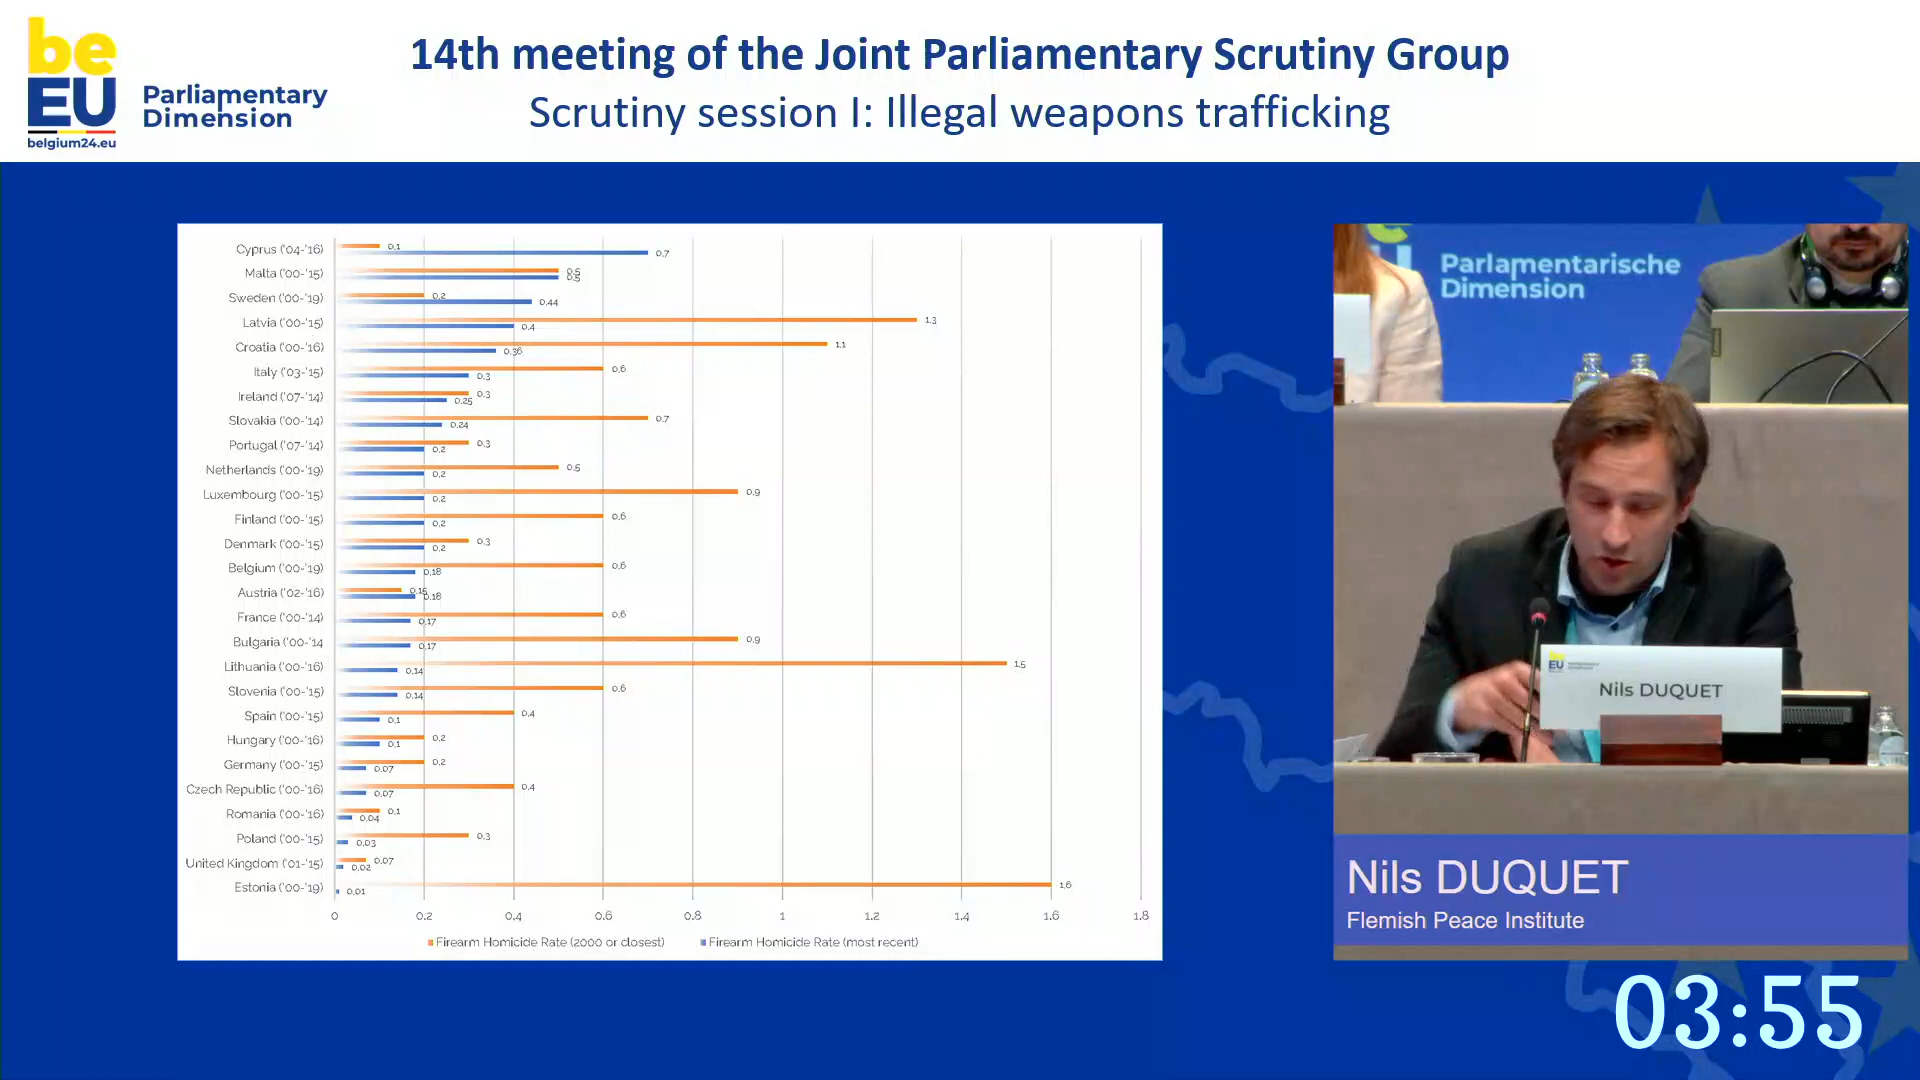 be
EU
belgium24.eu
Parliamentary
Dimension
14th meeting of the Joint Parliamentary Scrutiny Group
Scrutiny session I: Illegal weapons trafficking
Cyprus ('04-'16) 0,1 0,7
Malta ('00-'15) 0,5 0,5
Sweden ('00-'19) 0,2 0,44
Latvia ('00-'15) 1,3 0,4
Croatia ('00-'16) 1,1 0,36
Italy ('03-'15) 0,6 0,3
Ireland ('07-'14) 0,3 0,25
Slovakia ('00-'14) 0,7 0,24
Portugal ('07-'14) 0,3 0,2
Netherlands ('00-'19) 0,5 0,2
Luxembourg ('00-'15) 0,9 0,2
Finland ('00-'15) 0,6 0,2
Denmark ('00-'15) 0,3 0,2
Belgium ('00-'19) 0,6 0,18
Austria ('02-'16) 0,15 0,18
France ('00-'14) 0,6 0,17
Bulgaria ('00-'14 0,9 0,17
Lithuania ('00-'16) 1,5 0,14
Slovenia ('00-'15) 0,6 0,14
Spain ('00-'15) 0,4 0,1
Hungary ('00-'16) 0,2 0,1
Germany ('00-'15) 0,2 0,07
Czech Republic ('00-'16) 0,4 0,07
Romania ('00-'16) 0,1 0,04
Poland ('00-'15) 0,3 0,03
United Kingdom ('01-'15) 0,07 0,02
Estonia ('00-'19) 1,6 0,01
0 0.2 0.4 0.6 0.8 1 1.2 1.4 1.6 1.8
Firearm Homicide Rate (2000 or closest) Firearm Homicide Rate (most recent)
Parlamentarische
Dimension
be
EU
Nils DUQUET
Nils DUQUET
Flemish Peace Institute
03:55